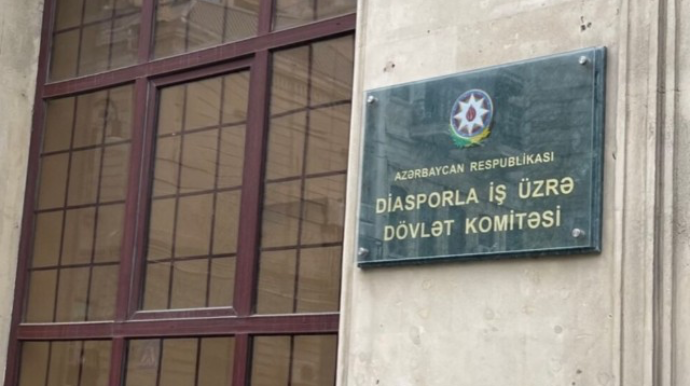 AZƏRBAYCAN RESPUBLİKASI
DİASPORLA İŞ ÜZRƏ
DÖVLƏT KOMİTƏSİ